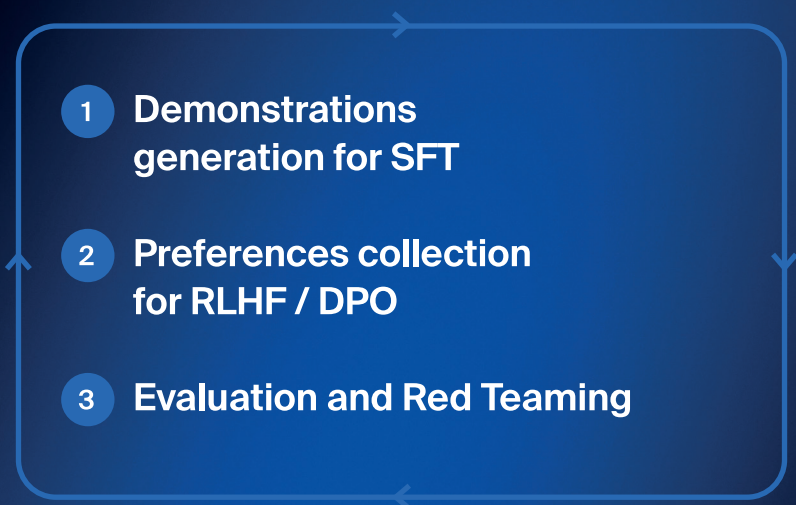 1 Demonstrations
generation for SFT
2 Preferences collection
for RLHF / DPO
3 Evaluation and Red Teaming